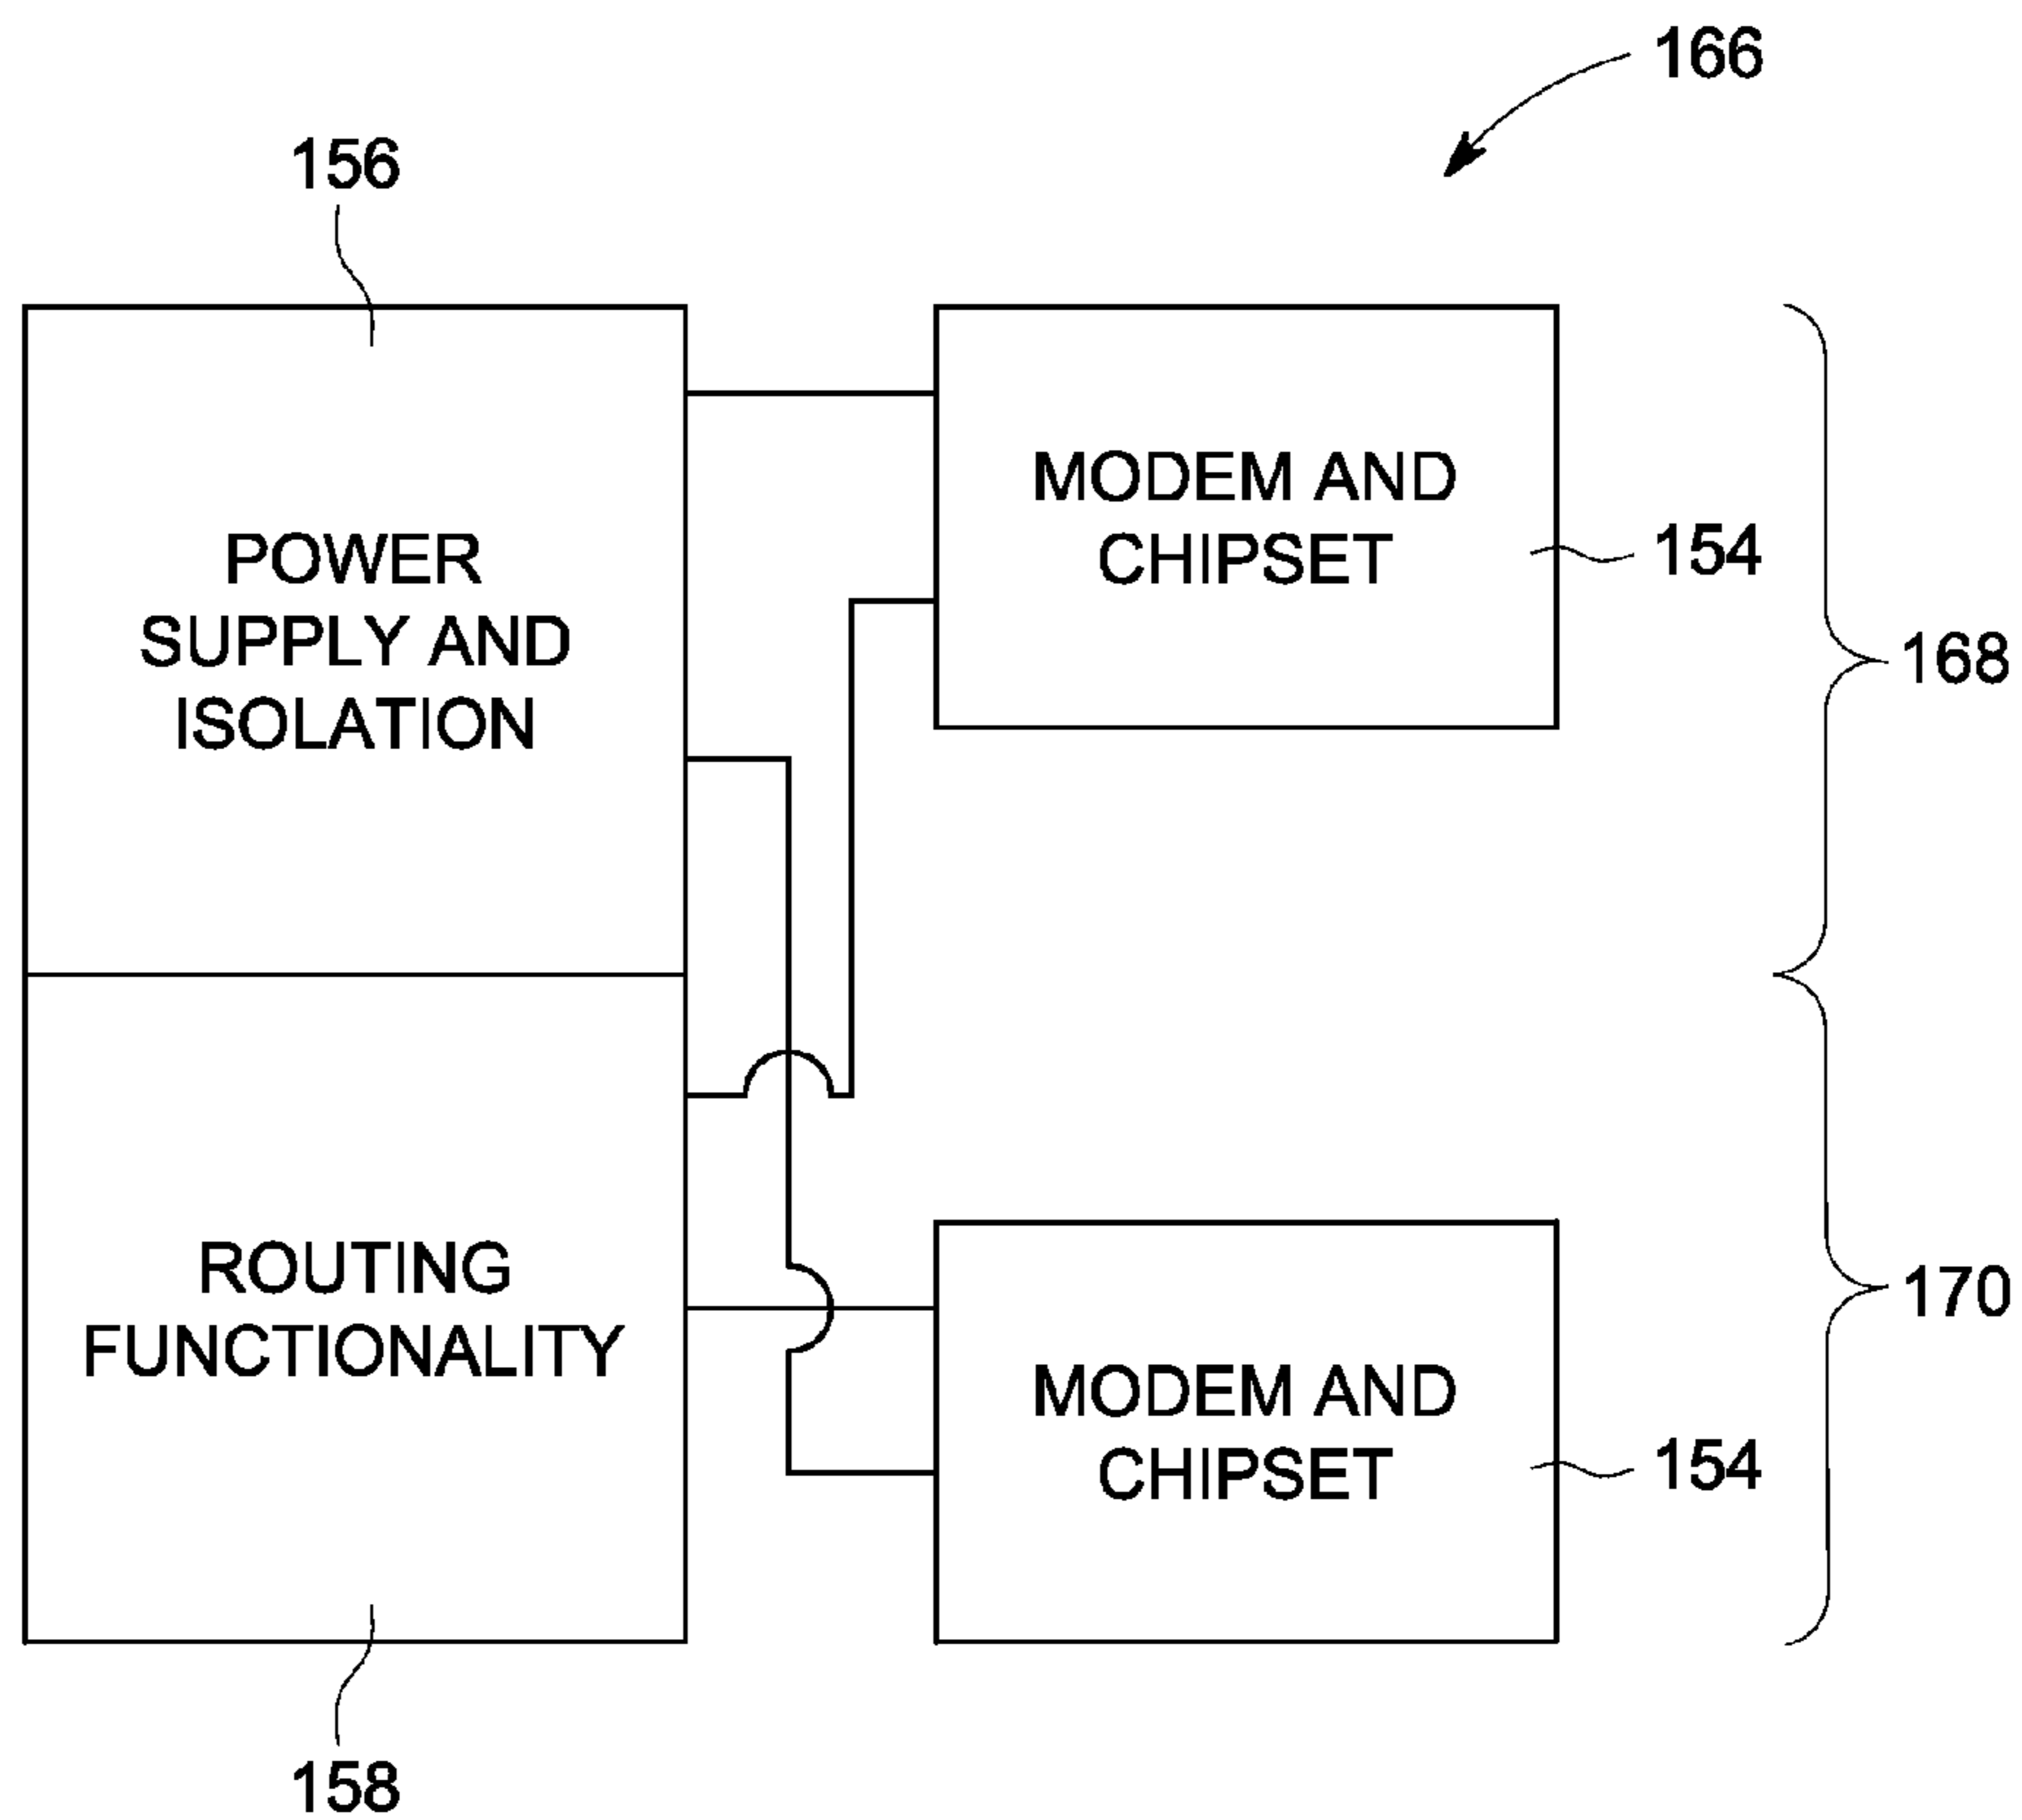 166
156
POWER
SUPPLY AND
ISOLATION
MODEM AND
CHIPSET
154
168
ROUTING
FUNCTIONALITY
MODEM AND
CHIPSET
154
170
158